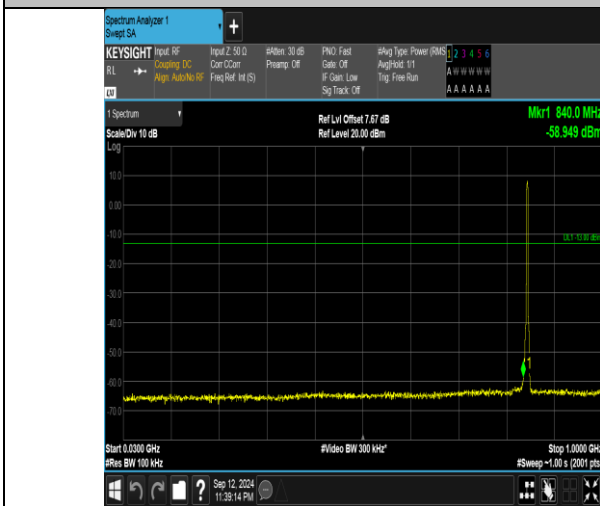 Spectrum Analyzer 1
Swept SA
+
KEYSIGHT
RL
LXI
Input: RF
Coupling: DC
Align: Auto/No RF
Input Z: 50 Ω
Corr CCorr
Freq Ref: Int (S)
#Atten: 30 dB
Preamp: Off
PNO: Fast
Gate: Off
IF Gain: Low
Sig Track: Off
#Avg Type: Power (RMS
Avg|Hold: 1/1
Trig: Free Run
1 2 3 4 5 6
A W W W W W
A A A A A A
1 Spectrum
Scale/Div 10 dB
Log
Ref Lvl Offset 7.67 dB
Ref Level 20.00 dBm
Mkr1 840.0 MHz
-58.949 dBm
10.0
0.00
-10.0
DL1 -13.00 dBm
-20.0
-30.0
-40.0
-50.0
1
-60.0
-70.0
Start 0.0300 GHz
#Res BW 100 kHz
#Video BW 300 kHz*
Stop 1.0000 GHz
#Sweep ~1.00 s (2001 pts
?
Sep 12, 2024
11:39:14 PM